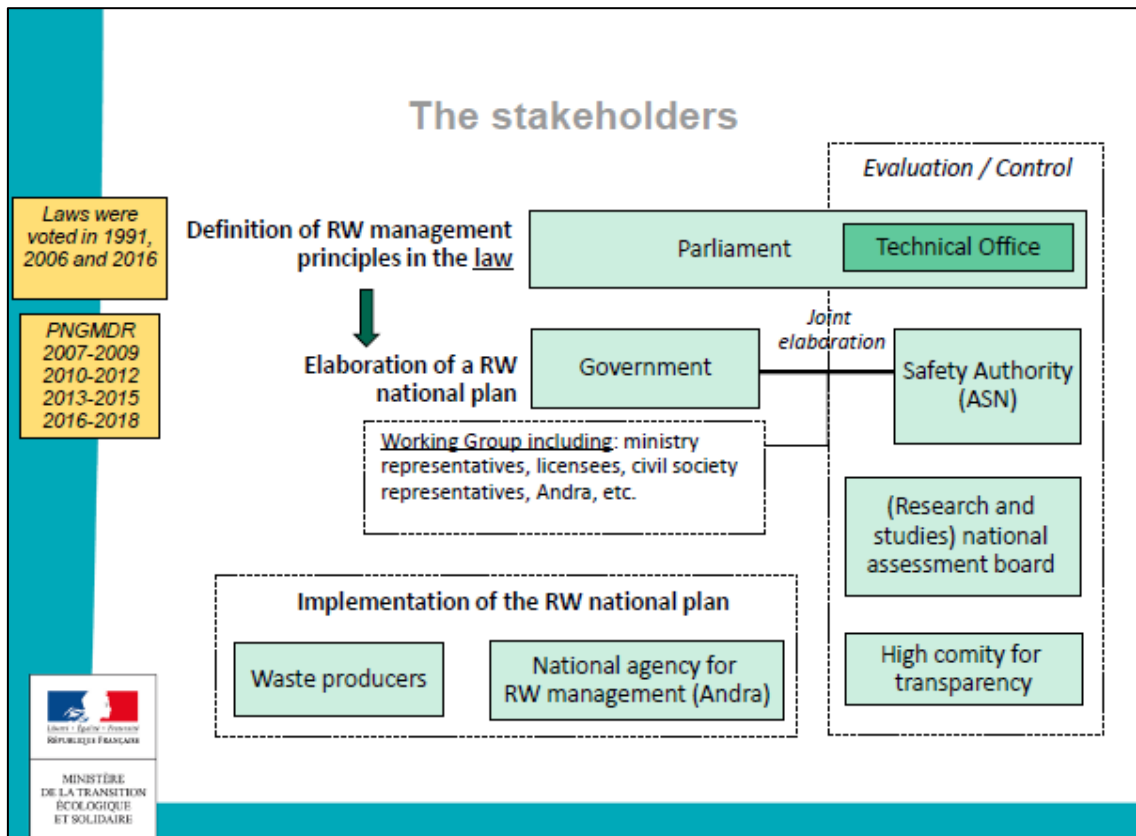 The stakeholders
Evaluation / Control
Laws were
voted in 1991,
2006 and 2016
Definition of RW management
principles in the law
Parliament
Technical Office
PNGMDR
2007-2009
2010-2012
2013-2015
2016-2018
Elaboration of a RW
national plan
Government
Joint
elaboration
Safety Authority
(ASN)
Working Group including: ministry
representatives, licensees, civil society
representatives, Andra, etc.
(Research and
studies) national
assessment board
Implementation of the RW national plan
Waste producers
National agency for
RW management (Andra)
High comity for
transparency
Liberté • Égalité • Fraternité
RÉPUBLIQUE FRANÇAISE
MINISTÈRE
DE LA TRANSITION
ÉCOLOGIQUE
ET SOLIDAIRE